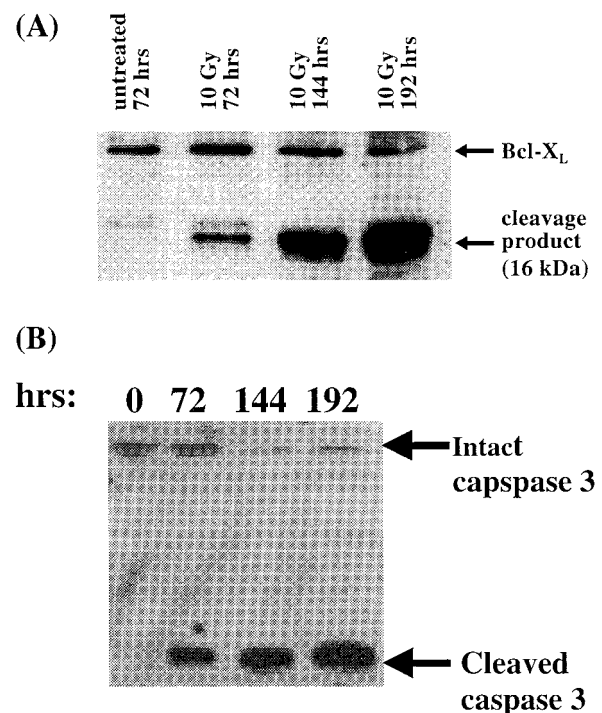 (A)
untreated
72 hrs
10 Gy
72 hrs
10 Gy
144 hrs
10 Gy
192 hrs
Bcl-XL
cleavage
product
(16 kDa)
(B)
hrs: 0 72 144 192
Intact
capspase 3
Cleaved
caspase 3